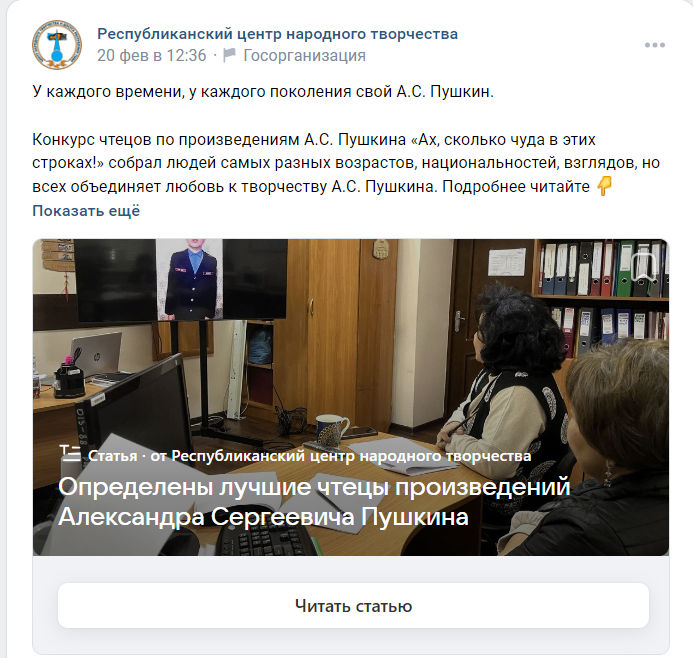 Республиканский центр народного творчества
20 фев в 12:36 · Госорганизация
У каждого времени, у каждого поколения свой А.С. Пушкин.
Конкурс чтецов по произведениям А.С. Пушкина «Ах, сколько чуда в этих
строках!» собрал людей самых разных возрастов, национальностей, взглядов, но
всех объединяет любовь к творчеству А.С. Пушкина. Подробнее читайте 👇
Показать ещё
Статья · от Республиканский центр народного творчества
Определены лучшие чтецы произведений
Александра Сергеевича Пушкина
Читать статью